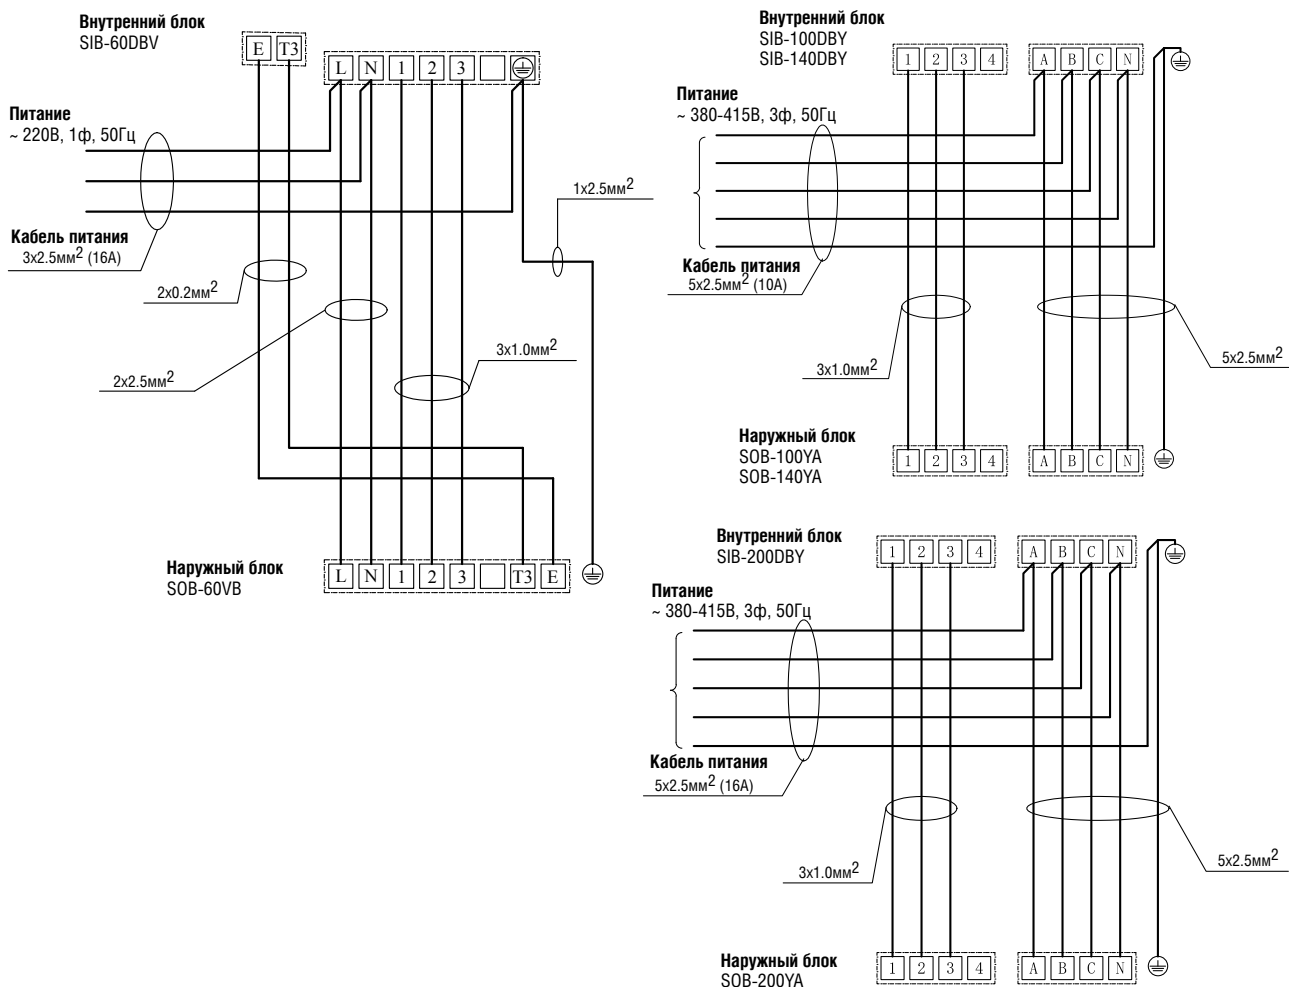 Внутренний блок
SIB-60DBV
E T3
L N 1 2 3
Питание
~ 220В, 1ф, 50Гц
1x2.5мм2
Кабель питания
3x2.5мм2 (16А)
2x0.2мм2
3x1.0мм2
2x2.5мм2
Наружный блок
SOB-60VB
L N 1 2 3 T3 E
Внутренний блок
SIB-100DBY
SIB-140DBY
1 2 3 4 A B C N
Питание
~ 380-415В, 3ф, 50Гц
Кабель питания
5x2.5мм2 (10А)
3x1.0мм2
5x2.5мм2
Наружный блок
SOB-100YA
SOB-140YA
1 2 3 4 A B C N
Внутренний блок
SIB-200DBY
1 2 3 4 A B C N
Питание
~ 380-415В, 3ф, 50Гц
Кабель питания
5x2.5мм2 (16А)
3x1.0мм2
5x2.5мм2
Наружный блок
SOB-200YA
1 2 3 4 A B C N